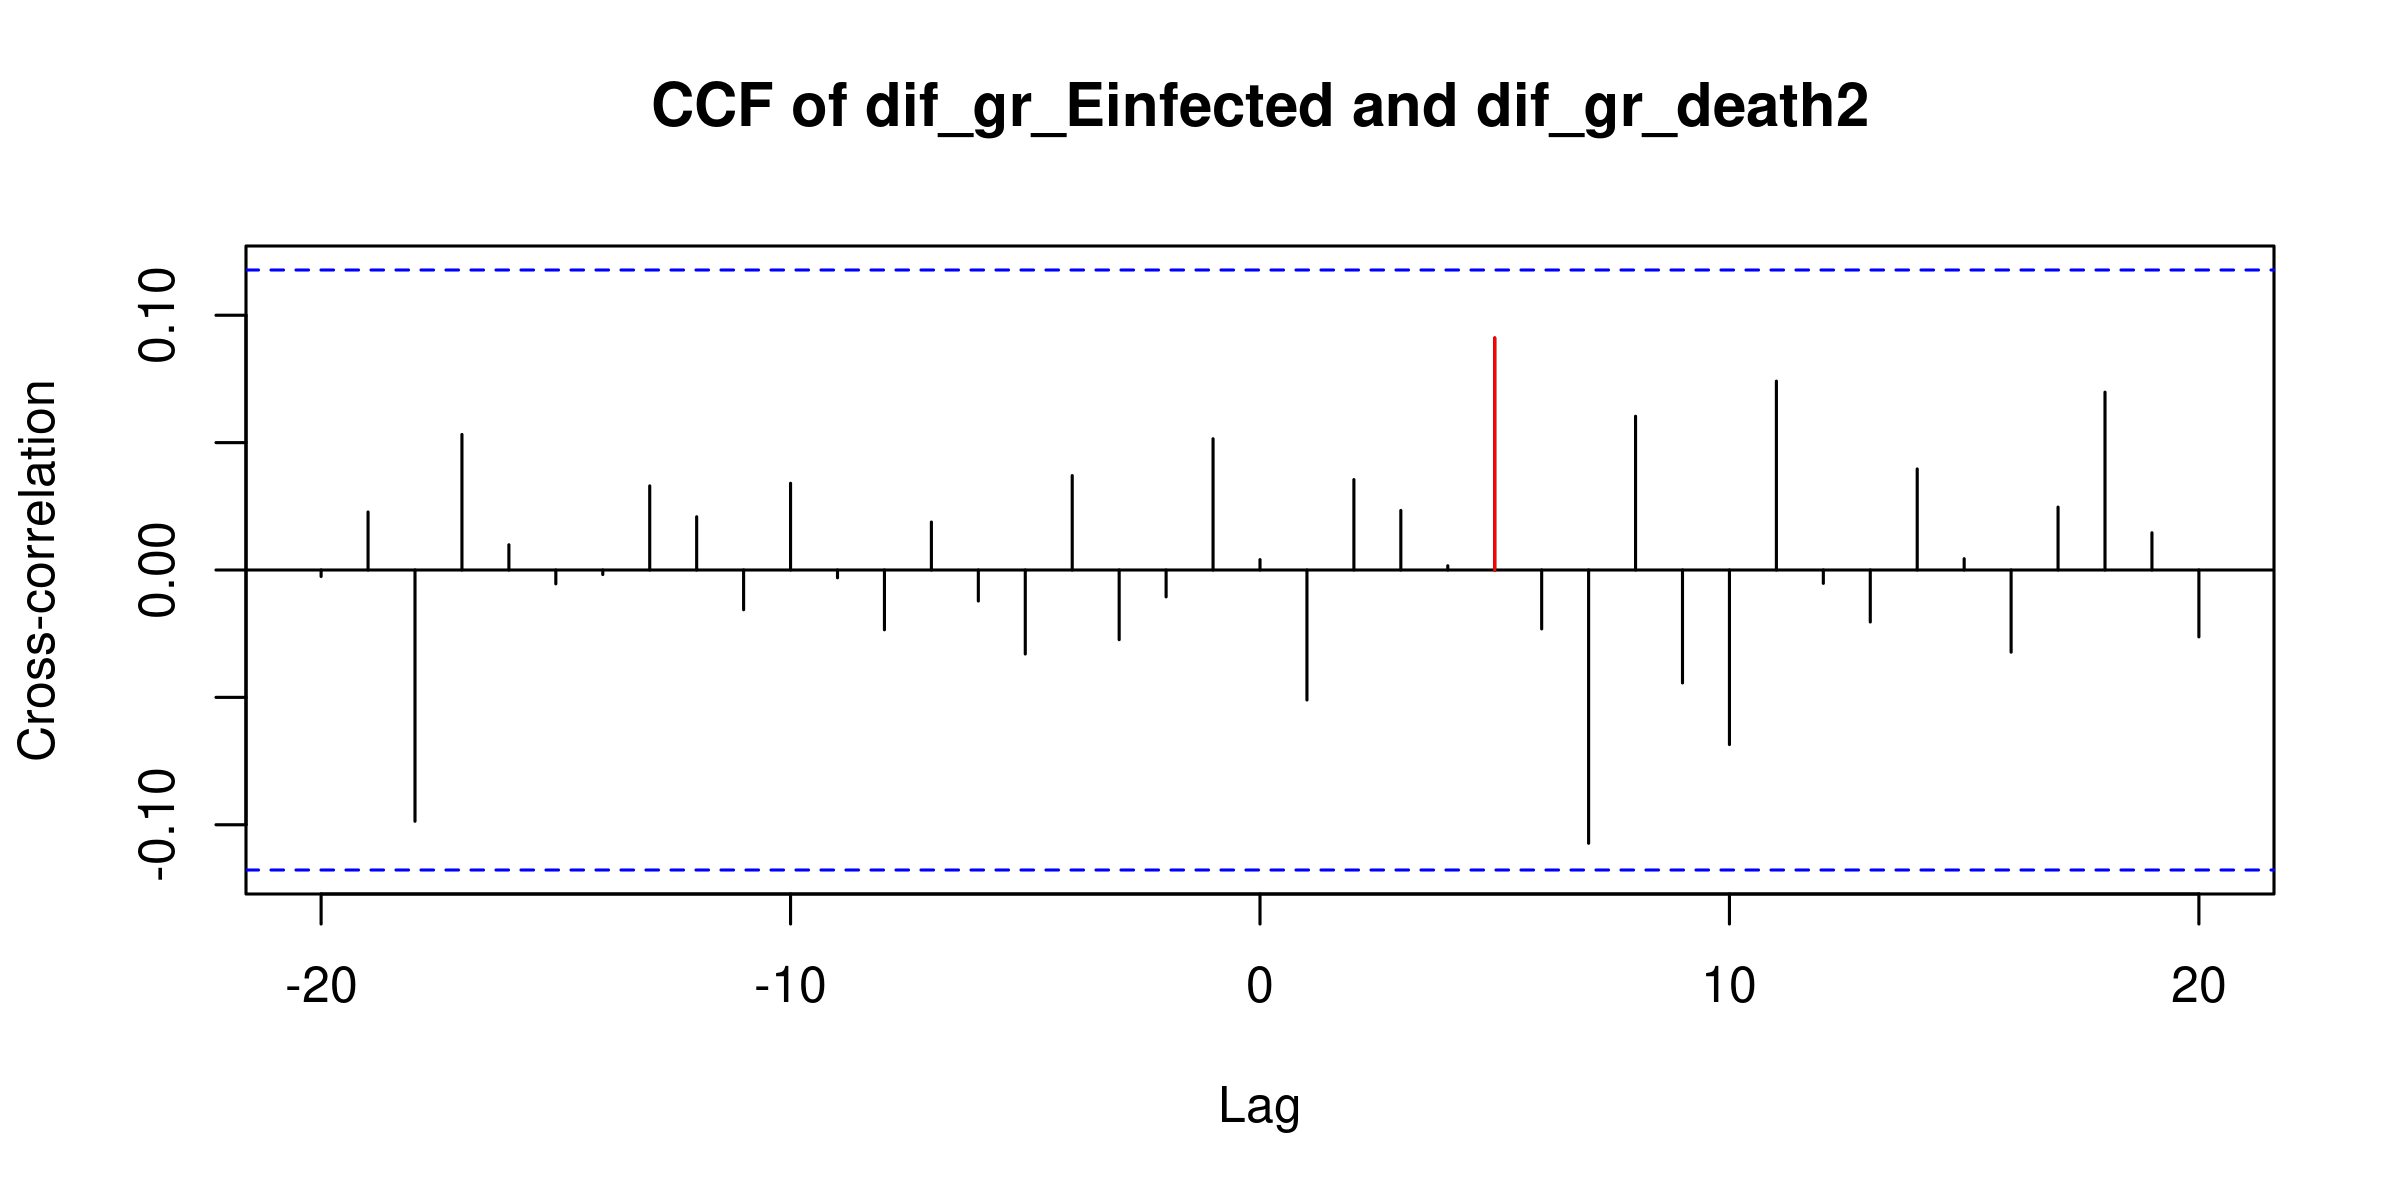 CCF of dif_gr_Einfected and dif_gr_death2
Cross-correlation
0.10
0.00
-0.10
-20 -10 0 10 20
Lag